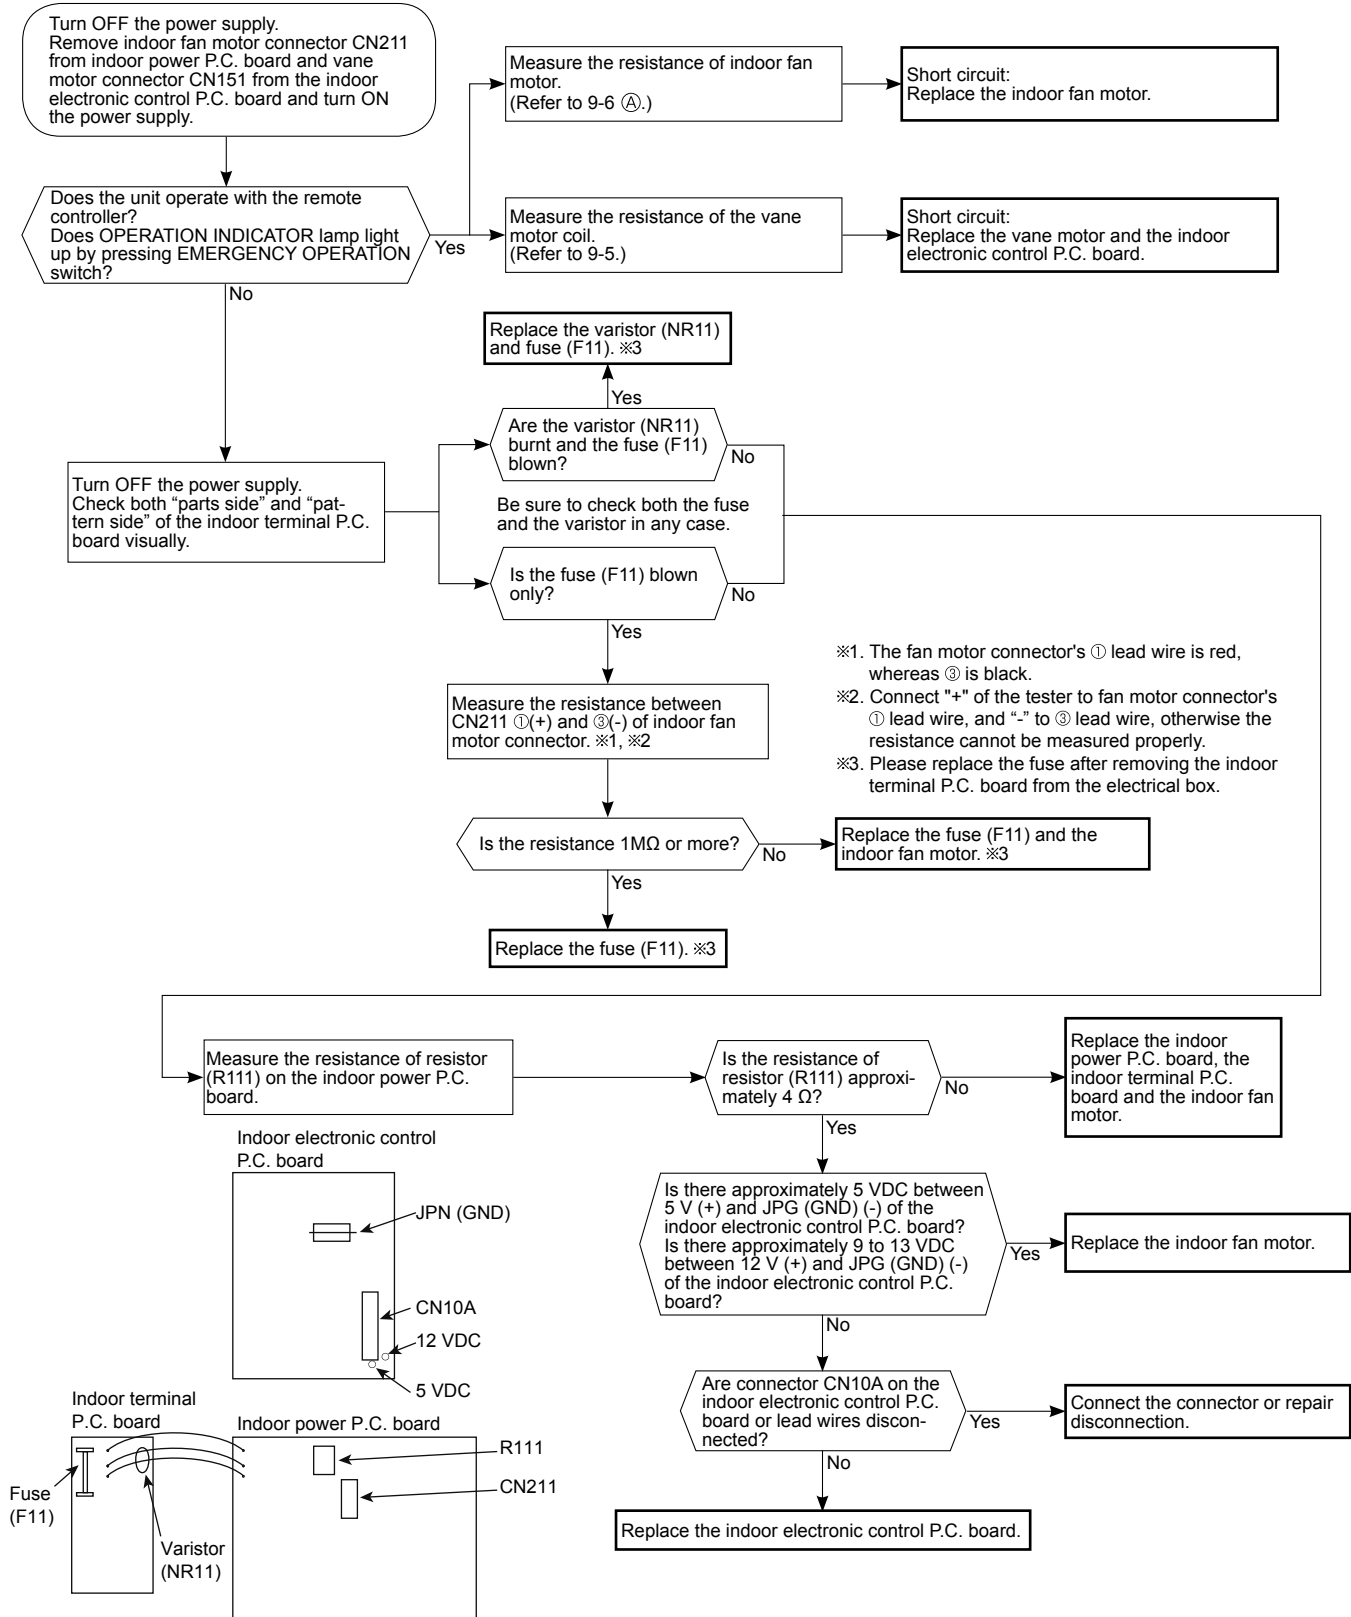 Turn OFF the power supply.
Remove indoor fan motor connector CN211
from indoor power P.C. board and vane
motor connector CN151 from the indoor
electronic control P.C. board and turn ON
the power supply.
Measure the resistance of indoor fan
motor.
(Refer to 9-6 Ⓐ.)
Short circuit:
Replace the indoor fan motor.
Does the unit operate with the remote
controller?
Does OPERATION INDICATOR lamp light
up by pressing EMERGENCY OPERATION
switch?
Yes
Measure the resistance of the vane
motor coil.
(Refer to 9-5.)
Short circuit:
Replace the vane motor and the indoor
electronic control P.C. board.
No
Replace the varistor (NR11)
and fuse (F11). ※3
Yes
Are the varistor (NR11)
burnt and the fuse (F11)
blown?
No
Turn OFF the power supply.
Check both “parts side” and “pat-
tern side” of the indoor terminal P.C.
board visually.
Be sure to check both the fuse
and the varistor in any case.
Is the fuse (F11) blown
only?
No
Yes
※1. The fan motor connector's ① lead wire is red,
whereas ③ is black.
※2. Connect "+" of the tester to fan motor connector's
① lead wire, and “-” to ③ lead wire, otherwise the
resistance cannot be measured properly.
※3. Please replace the fuse after removing the indoor
terminal P.C. board from the electrical box.
Measure the resistance between
CN211 ①(+) and ③(-) of indoor fan
motor connector. ※1, ※2
Is the resistance 1MΩ or more?
No
Replace the fuse (F11) and the
indoor fan motor. ※3
Yes
Replace the fuse (F11). ※3
Measure the resistance of resistor
(R111) on the indoor power P.C.
board.
Is the resistance of
resistor (R111) approxi-
mately 4 Ω?
No
Replace the indoor
power P.C. board, the
indoor terminal P.C.
board and the indoor fan
motor.
Yes
Is there approximately 5 VDC between
5 V (+) and JPG (GND) (-) of the
indoor electronic control P.C. board?
Is there approximately 9 to 13 VDC
between 12 V (+) and JPG (GND) (-)
of the indoor electronic control P.C.
board?
Yes
Replace the indoor fan motor.
No
Are connector CN10A on the
indoor electronic control P.C.
board or lead wires discon-
nected?
Yes
Connect the connector or repair
disconnection.
No
Replace the indoor electronic control P.C. board.
Indoor electronic control
P.C. board
JPN (GND)
CN10A
12 VDC
5 VDC
Indoor terminal
P.C. board
Indoor power P.C. board
R111
CN211
Fuse
(F11)
Varistor
(NR11)